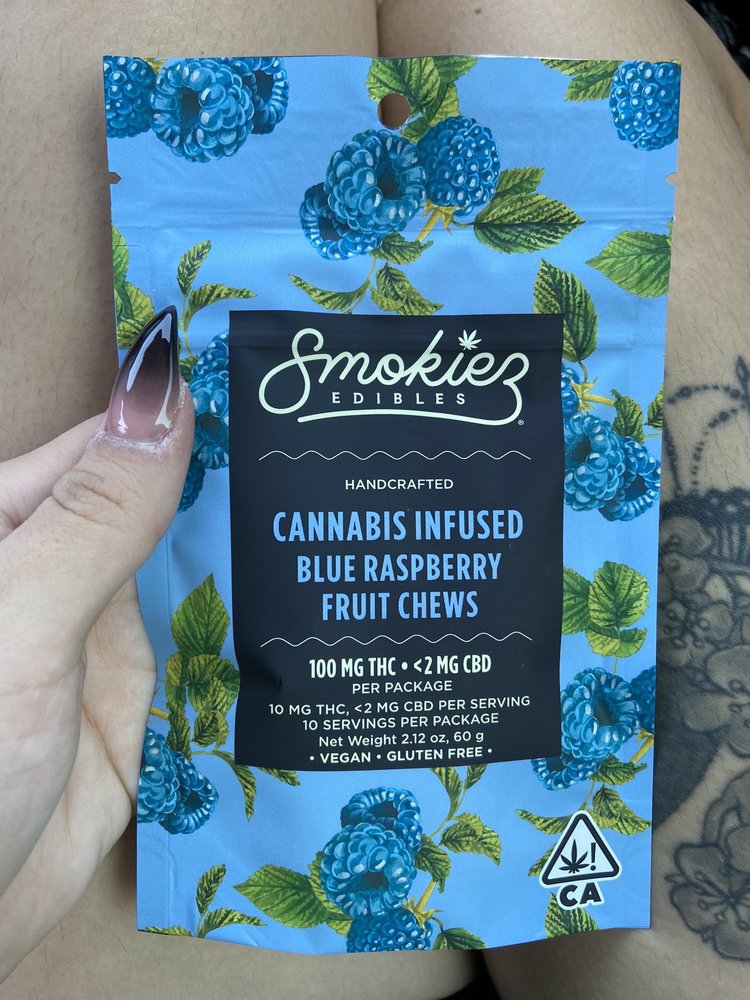 Smokiez
EDIBLES
®
HANDCRAFTED
CANNABIS INFUSED
BLUE RASPBERRY
FRUIT CHEWS
100 MG THC • <2 MG CBD
PER PACKAGE
10 MG THC, <2 MG CBD PER SERVING
10 SERVINGS PER PACKAGE
Net Weight 2.12 oz, 60 g
• VEGAN • GLUTEN FREE •
!
CA